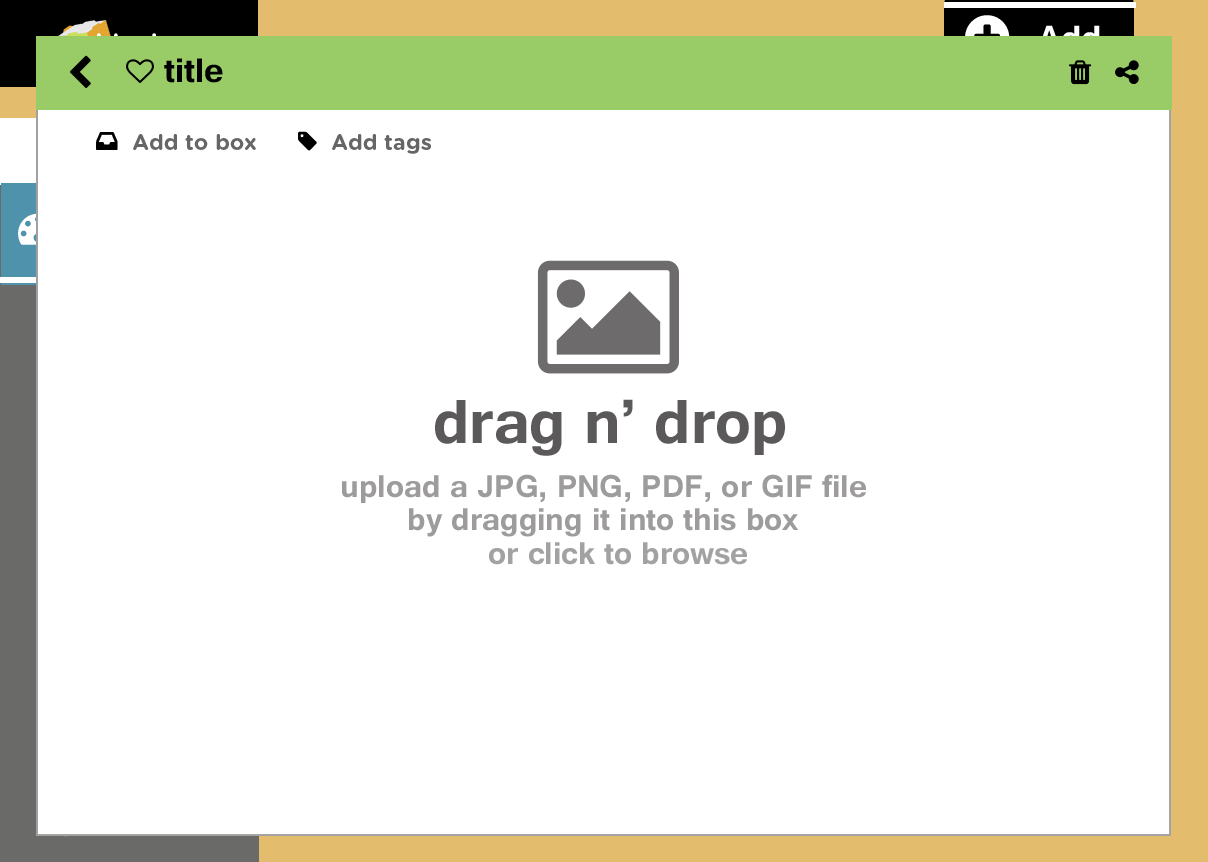 Add
title
Add to box
Add tags
drag n’ drop
upload a JPG, PNG, PDF, or GIF file
by dragging it into this box
or click to browse